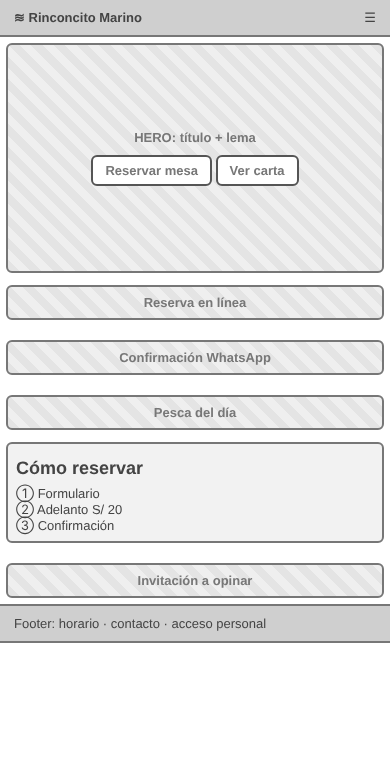 ≋ Rinconcito Marino ☰
HERO: título + lema
Reservar mesa Ver carta
Reserva en línea
Confirmación WhatsApp
Pesca del día
Cómo reservar
① Formulario
② Adelanto S/ 20
③ Confirmación
Invitación a opinar
Footer: horario · contacto · acceso personal